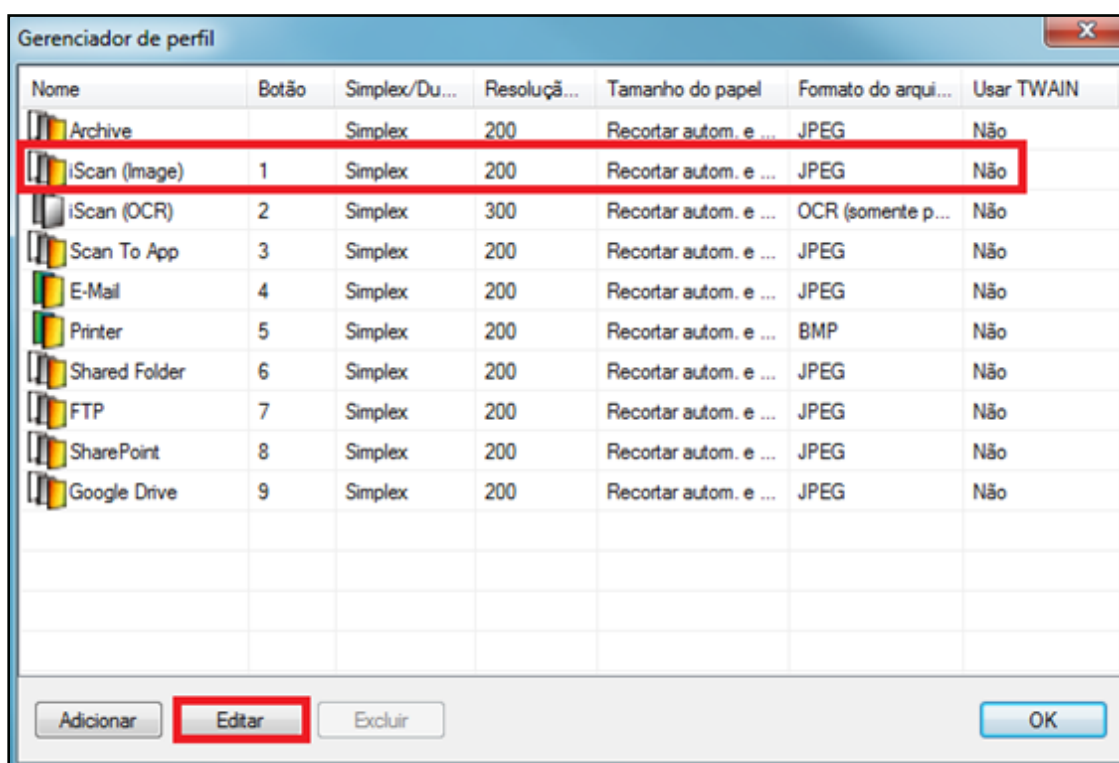 Gerenciador de perfil
Nome Botão Simplex/Du... Resoluçã... Tamanho do papel Formato do arqui... Usar TWAIN
Archive Simplex 200 Recortar autom. e ... JPEG Não
iScan (Image) 1 Simplex 200 Recortar autom. e ... JPEG Não
iScan (OCR) 2 Simplex 300 Recortar autom. e ... OCR (somente p... Não
Scan To App 3 Simplex 200 Recortar autom. e ... JPEG Não
E-Mail 4 Simplex 200 Recortar autom. e ... JPEG Não
Printer 5 Simplex 200 Recortar autom. e ... BMP Não
Shared Folder 6 Simplex 200 Recortar autom. e ... JPEG Não
FTP 7 Simplex 200 Recortar autom. e ... JPEG Não
SharePoint 8 Simplex 200 Recortar autom. e ... JPEG Não
Google Drive 9 Simplex 200 Recortar autom. e ... JPEG Não
Adicionar Editar Excluir OK